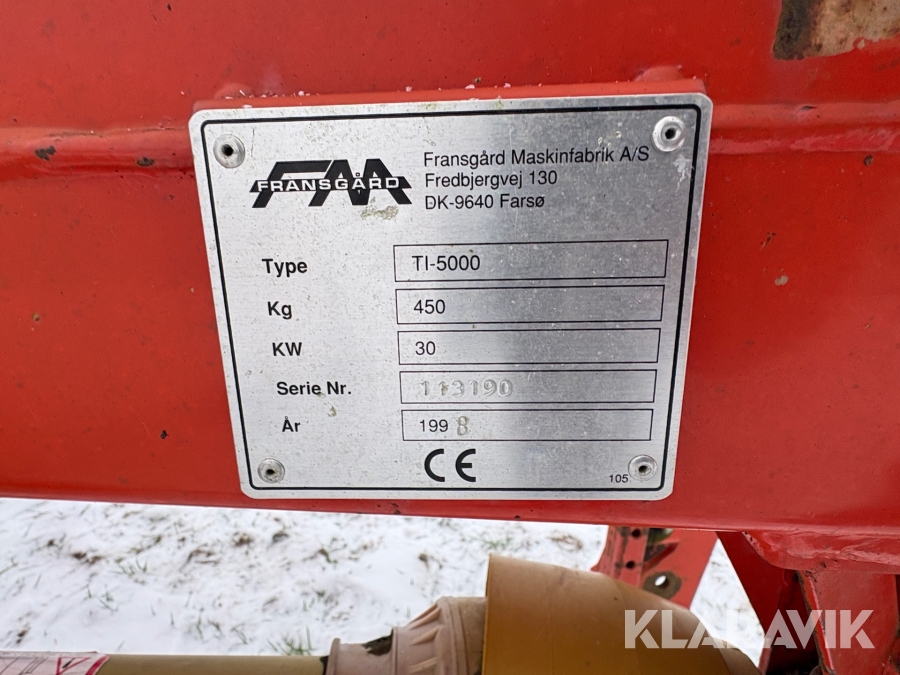 FRANSGÅRD
Fransgård Maskinfabrik A/S
Fredbjergvej 130
DK-9640 Farsø
Type TI-5000
Kg 450
KW 30
Serie Nr. 113190
År 1998
CE
105
KLARAVIK